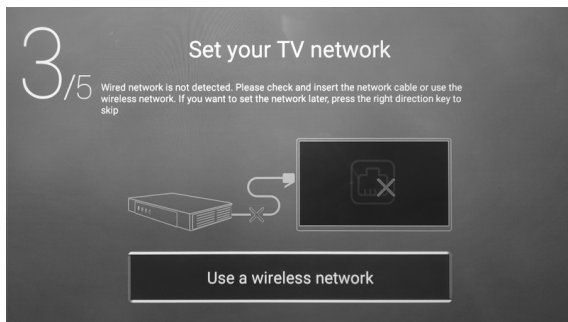 3/5
Set your TV network
Wired network is not detected. Please check and insert the network cable or use the
wireless network. If you want to set the network later, press the right direction key to
skip
Use a wireless network